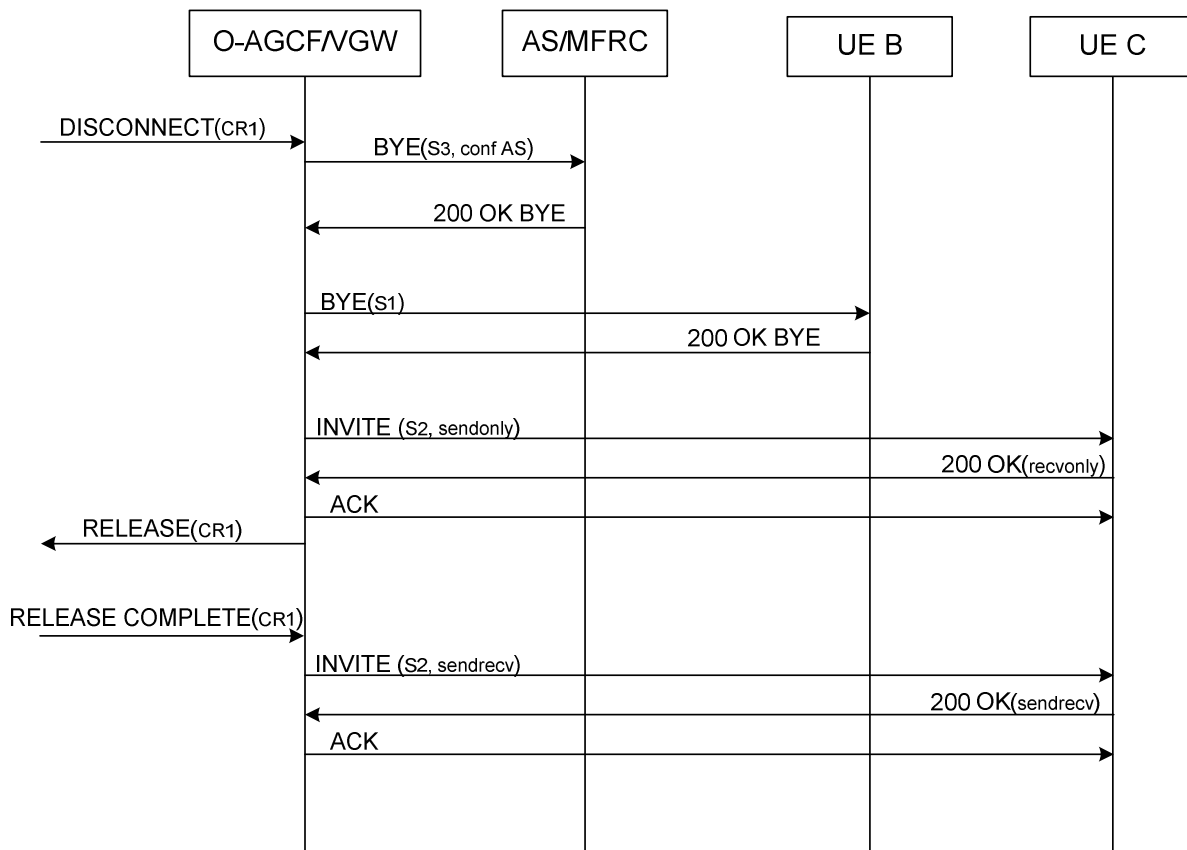 O-AGCF/VGW
AS/MFRC
UE B
UE C
DISCONNECT(CR1)
BYE(S3, conf AS)
200 OK BYE
BYE(S1)
200 OK BYE
INVITE (S2, sendonly)
200 OK(recvonly)
ACK
RELEASE(CR1)
RELEASE COMPLETE(CR1)
INVITE (S2, sendrecv)
200 OK(sendrecv)
ACK